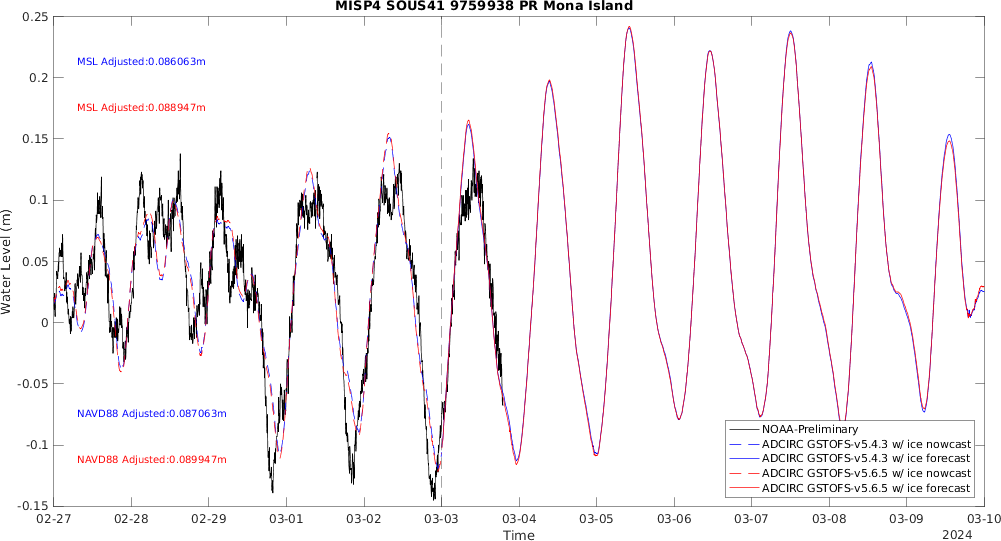 MISP4 SOUS41 9759938 PR Mona Island
0.25
0.2
0.15
0.1
0.05
0
-0.05
-0.1
-0.15
Water Level (m)
MSL Adjusted:0.086063m
MSL Adjusted:0.088947m
NAVD88 Adjusted:0.087063m
NAVD88 Adjusted:0.089947m
NOAA-Preliminary
ADCIRC GSTOFS-v5.4.3 w/ ice nowcast
ADCIRC GSTOFS-v5.4.3 w/ ice forecast
ADCIRC GSTOFS-v5.6.5 w/ ice nowcast
ADCIRC GSTOFS-v5.6.5 w/ ice forecast
02-27 02-28 02-29 03-01 03-02 03-03 03-04 03-05 03-06 03-07 03-08 03-09 03-10
Time
2024